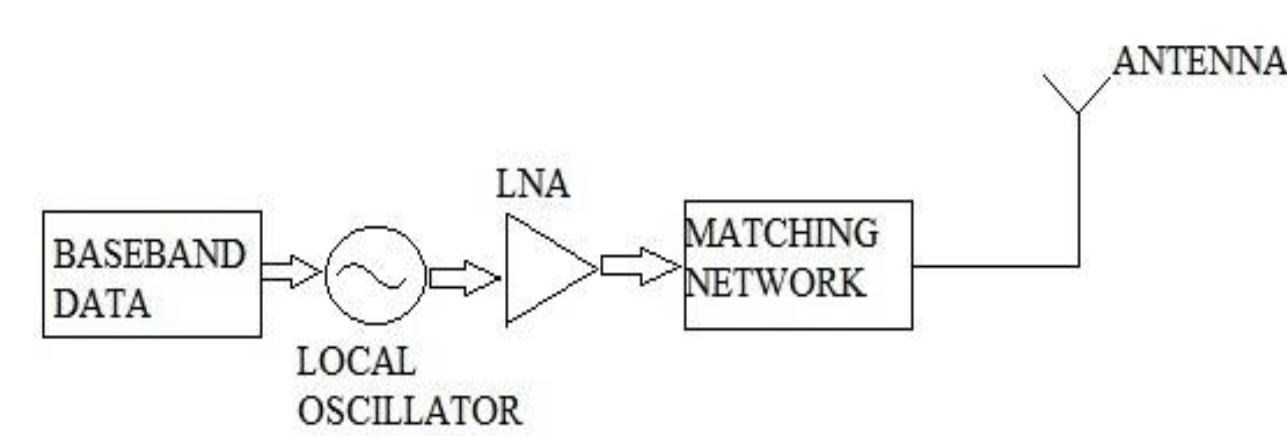 ANTENNA
LNA
BASEBAND
DATA
MATCHING
NETWORK
LOCAL
OSCILLATOR